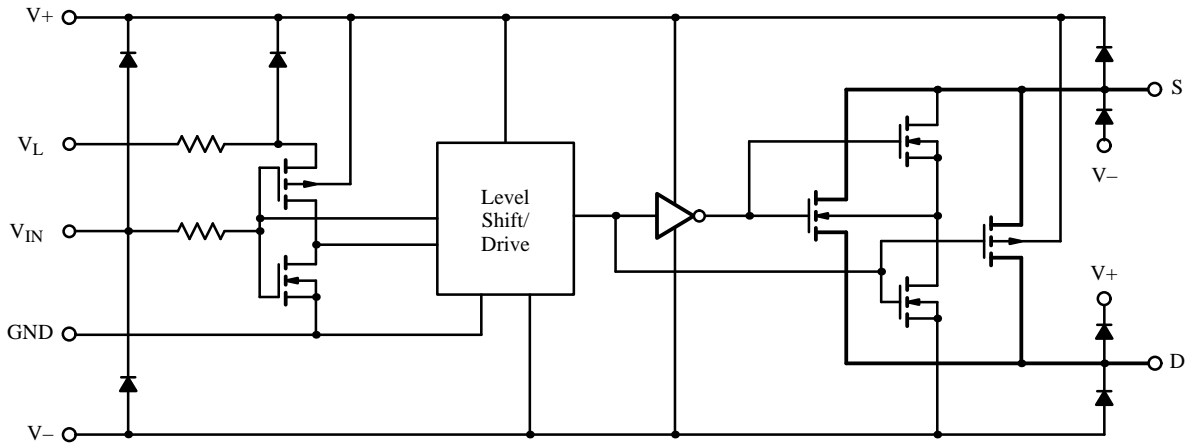 V+
S
V_L
V–
Level
Shift/
Drive
V_IN
V+
GND
D
V–